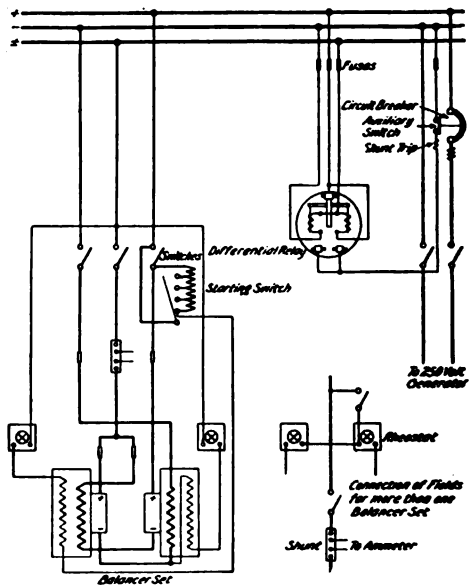 +
-
±
Fuses
Circuit Breaker
Auxiliary
Switch
Shunt Trip
Switches
Differential Relay
Starting Switch
To 250 Volt
Generator
Rheostat
Connection of Fields
for more than one
Balancer Set
Shunt
To Ammeter
Balancer Set